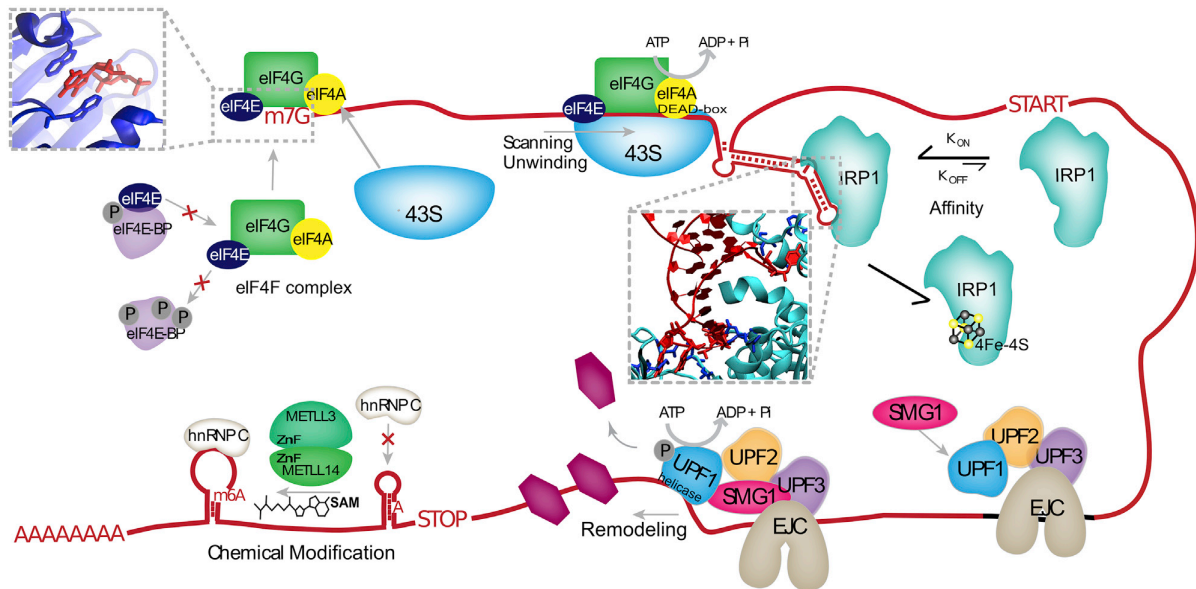 eIF4G
eIF4E
eIF4A
m7G
ATP
ADP + Pi
eIF4G
eIF4E
eIF4A
DEAD-box
Scanning
Unwinding
43S
START
IRP1
KON
KOFF
Affinity
IRP1
43S
P
eIF4E
eIF4E-BP
eIF4G
eIF4E
eIF4A
eIF4F complex
P
P
P
eIF4E-BP
IRP1
4Fe-4S
hnRNPC
METLL3
ZnF
ZnF
METLL14
hnRNP C
m6A
SAM
A
STOP
AAAAAAAA
Chemical Modification
ATP
ADP + Pi
P
UPF1
helicase
UPF2
SMG1
UPF3
EJC
Remodeling
SMG1
UPF1
UPF2
UPF3
EJC